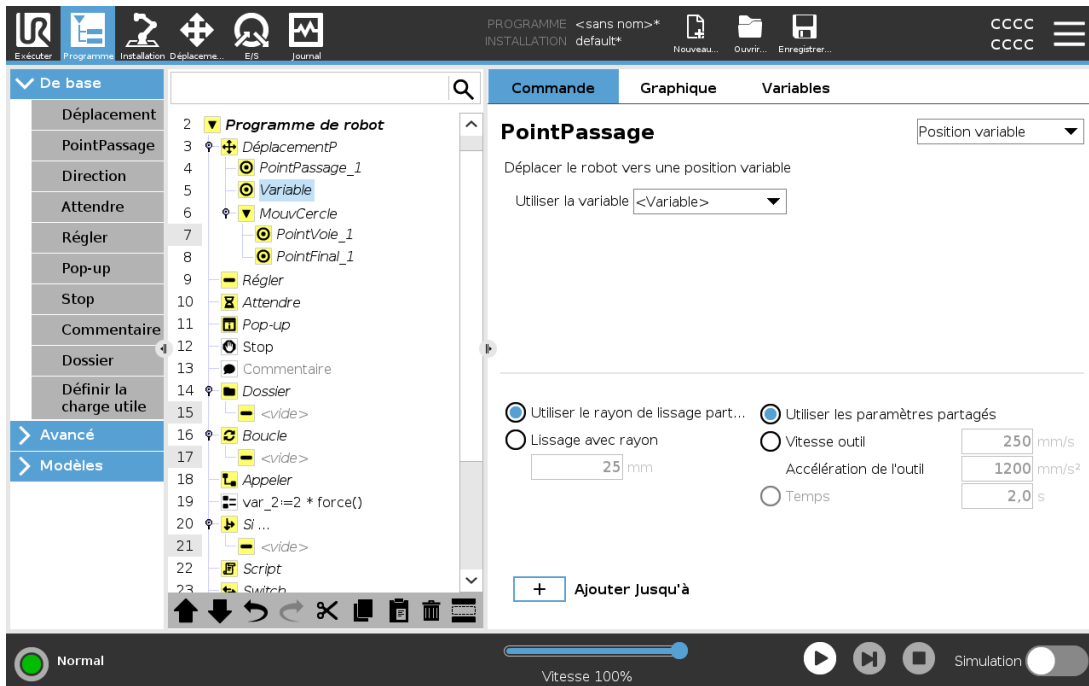 UR
PROGRAMME <sans nom>*
INSTALLATION default*
CCCC
CCCC
Exécuter Programme Installation Déplaceme... E/S Journal
Nouveau... Ouvrir... Enregistrer...
De base
Déplacement
PointPassage
Direction
Attendre
Régler
Pop-up
Stop
Commentaire
Dossier
Définir la
charge utile
Avancé
Modèles
2 Programme de robot
3 DéplacementP
4 PointPassage_1
5 Variable
6 MouvCercle
7 PointVoie_1
8 PointFinal_1
9 Régler
10 Attendre
11 Pop-up
12 Stop
13 Commentaire
14 Dossier
15 <vide>
16 Boucle
17 <vide>
18 Appeler
19 var_2:=2 * force()
20 Si ...
21 <vide>
22 Script
23 Switch
Commande Graphique Variables
PointPassage
Position variable
Déplacer le robot vers une position variable
Utiliser la variable <Variable>
Utiliser le rayon de lissage part...
Lissage avec rayon
25 mm
Utiliser les paramètres partagés
Vitesse outil 250 mm/s
Accélération de l'outil 1200 mm/s²
Temps 2,0 s
+ Ajouter Jusqu'à
Normal
Vitesse 100%
Simulation